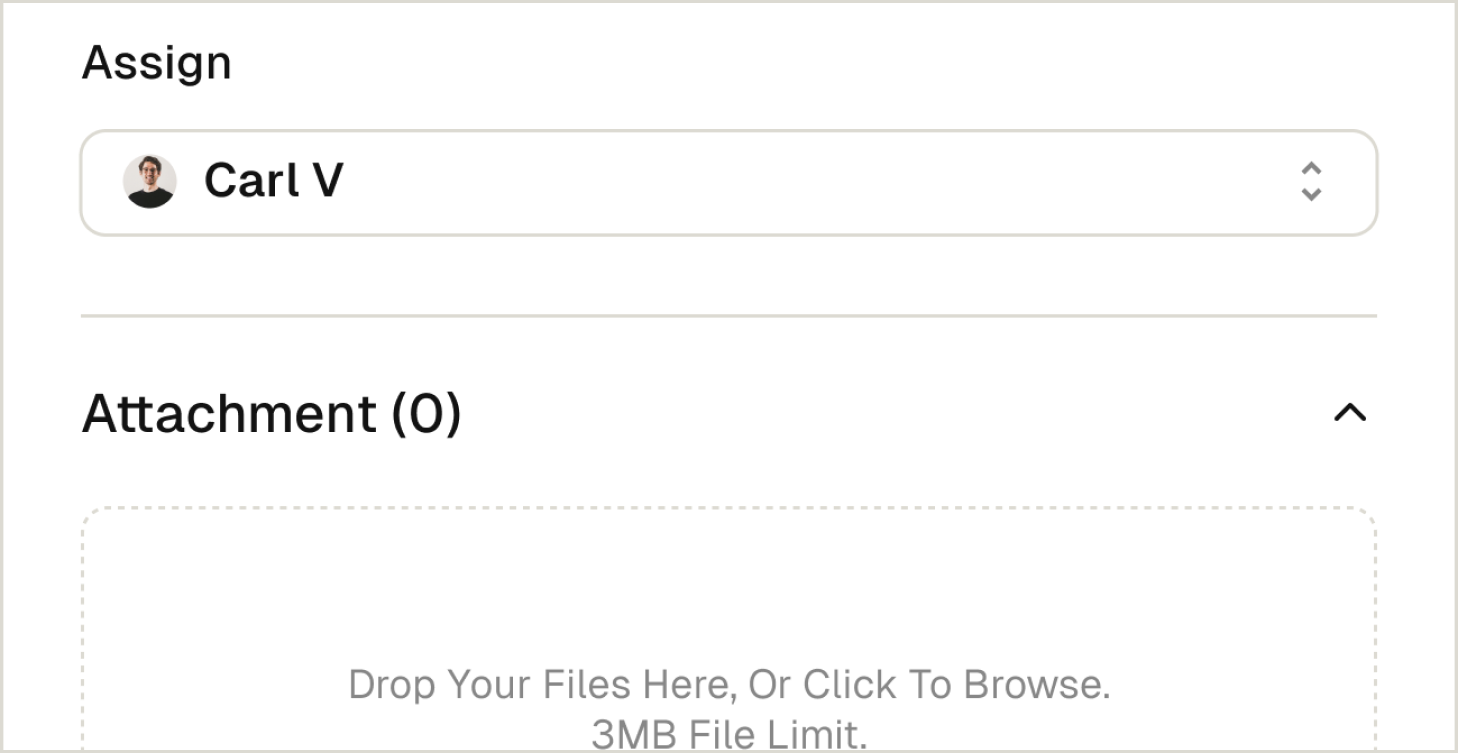 Assign
Carl V
Attachment (0)
Drop Your Files Here, Or Click To Browse.
3MB File Limit.